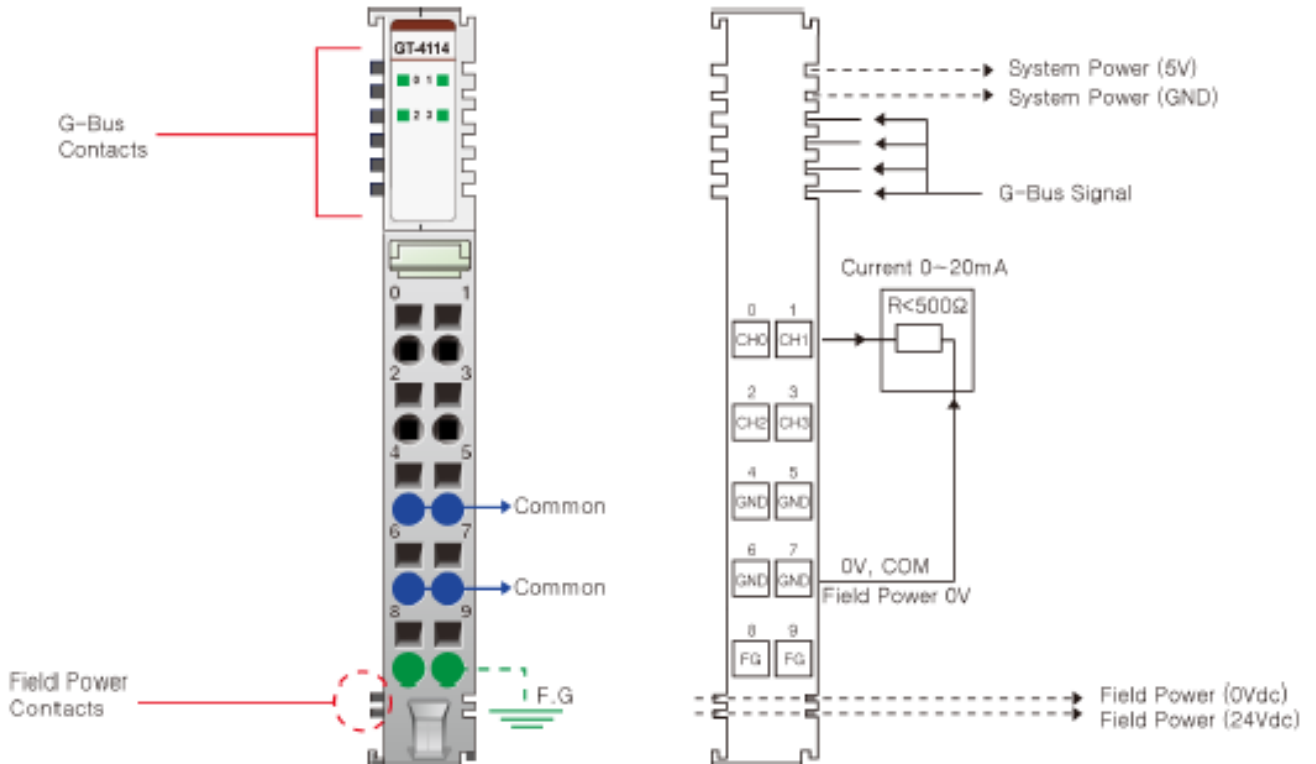 GT-4114
0 1
2 3
G-Bus
Contacts
0 1
2 3
4 5
Common
6 7
Common
8 9
Field Power
Contacts
F.G
System Power (5V)
System Power (GND)
G-Bus Signal
Current 0~20mA
R<500Ω
0 1
CH0 CH1
2 3
CH2 CH3
4 5
GND GND
6 7
GND GND
0V, COM
Field Power 0V
8 9
FG FG
Field Power (0Vdc)
Field Power (24Vdc)